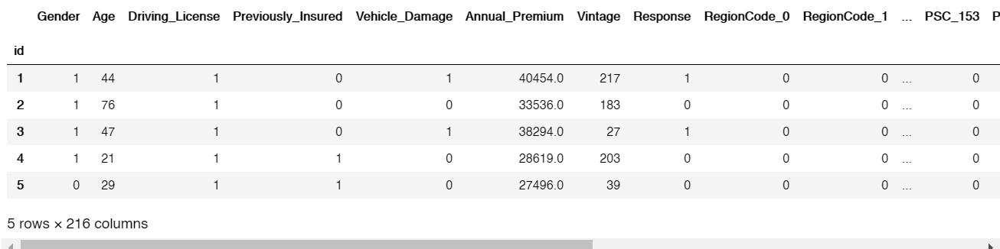 Gender Age Driving_License Previously_Insured Vehicle_Damage Annual_Premium Vintage Response RegionCode_0 RegionCode_1 ... PSC_153 P
id
1 1 44 1 0 1 40454.0 217 1 0 0 ... 0
2 1 76 1 0 0 33536.0 183 0 0 0 ... 0
3 1 47 1 0 1 38294.0 27 1 0 0 ... 0
4 1 21 1 1 0 28619.0 203 0 0 0 ... 0
5 0 29 1 1 0 27496.0 39 0 0 0 ... 0
5 rows × 216 columns